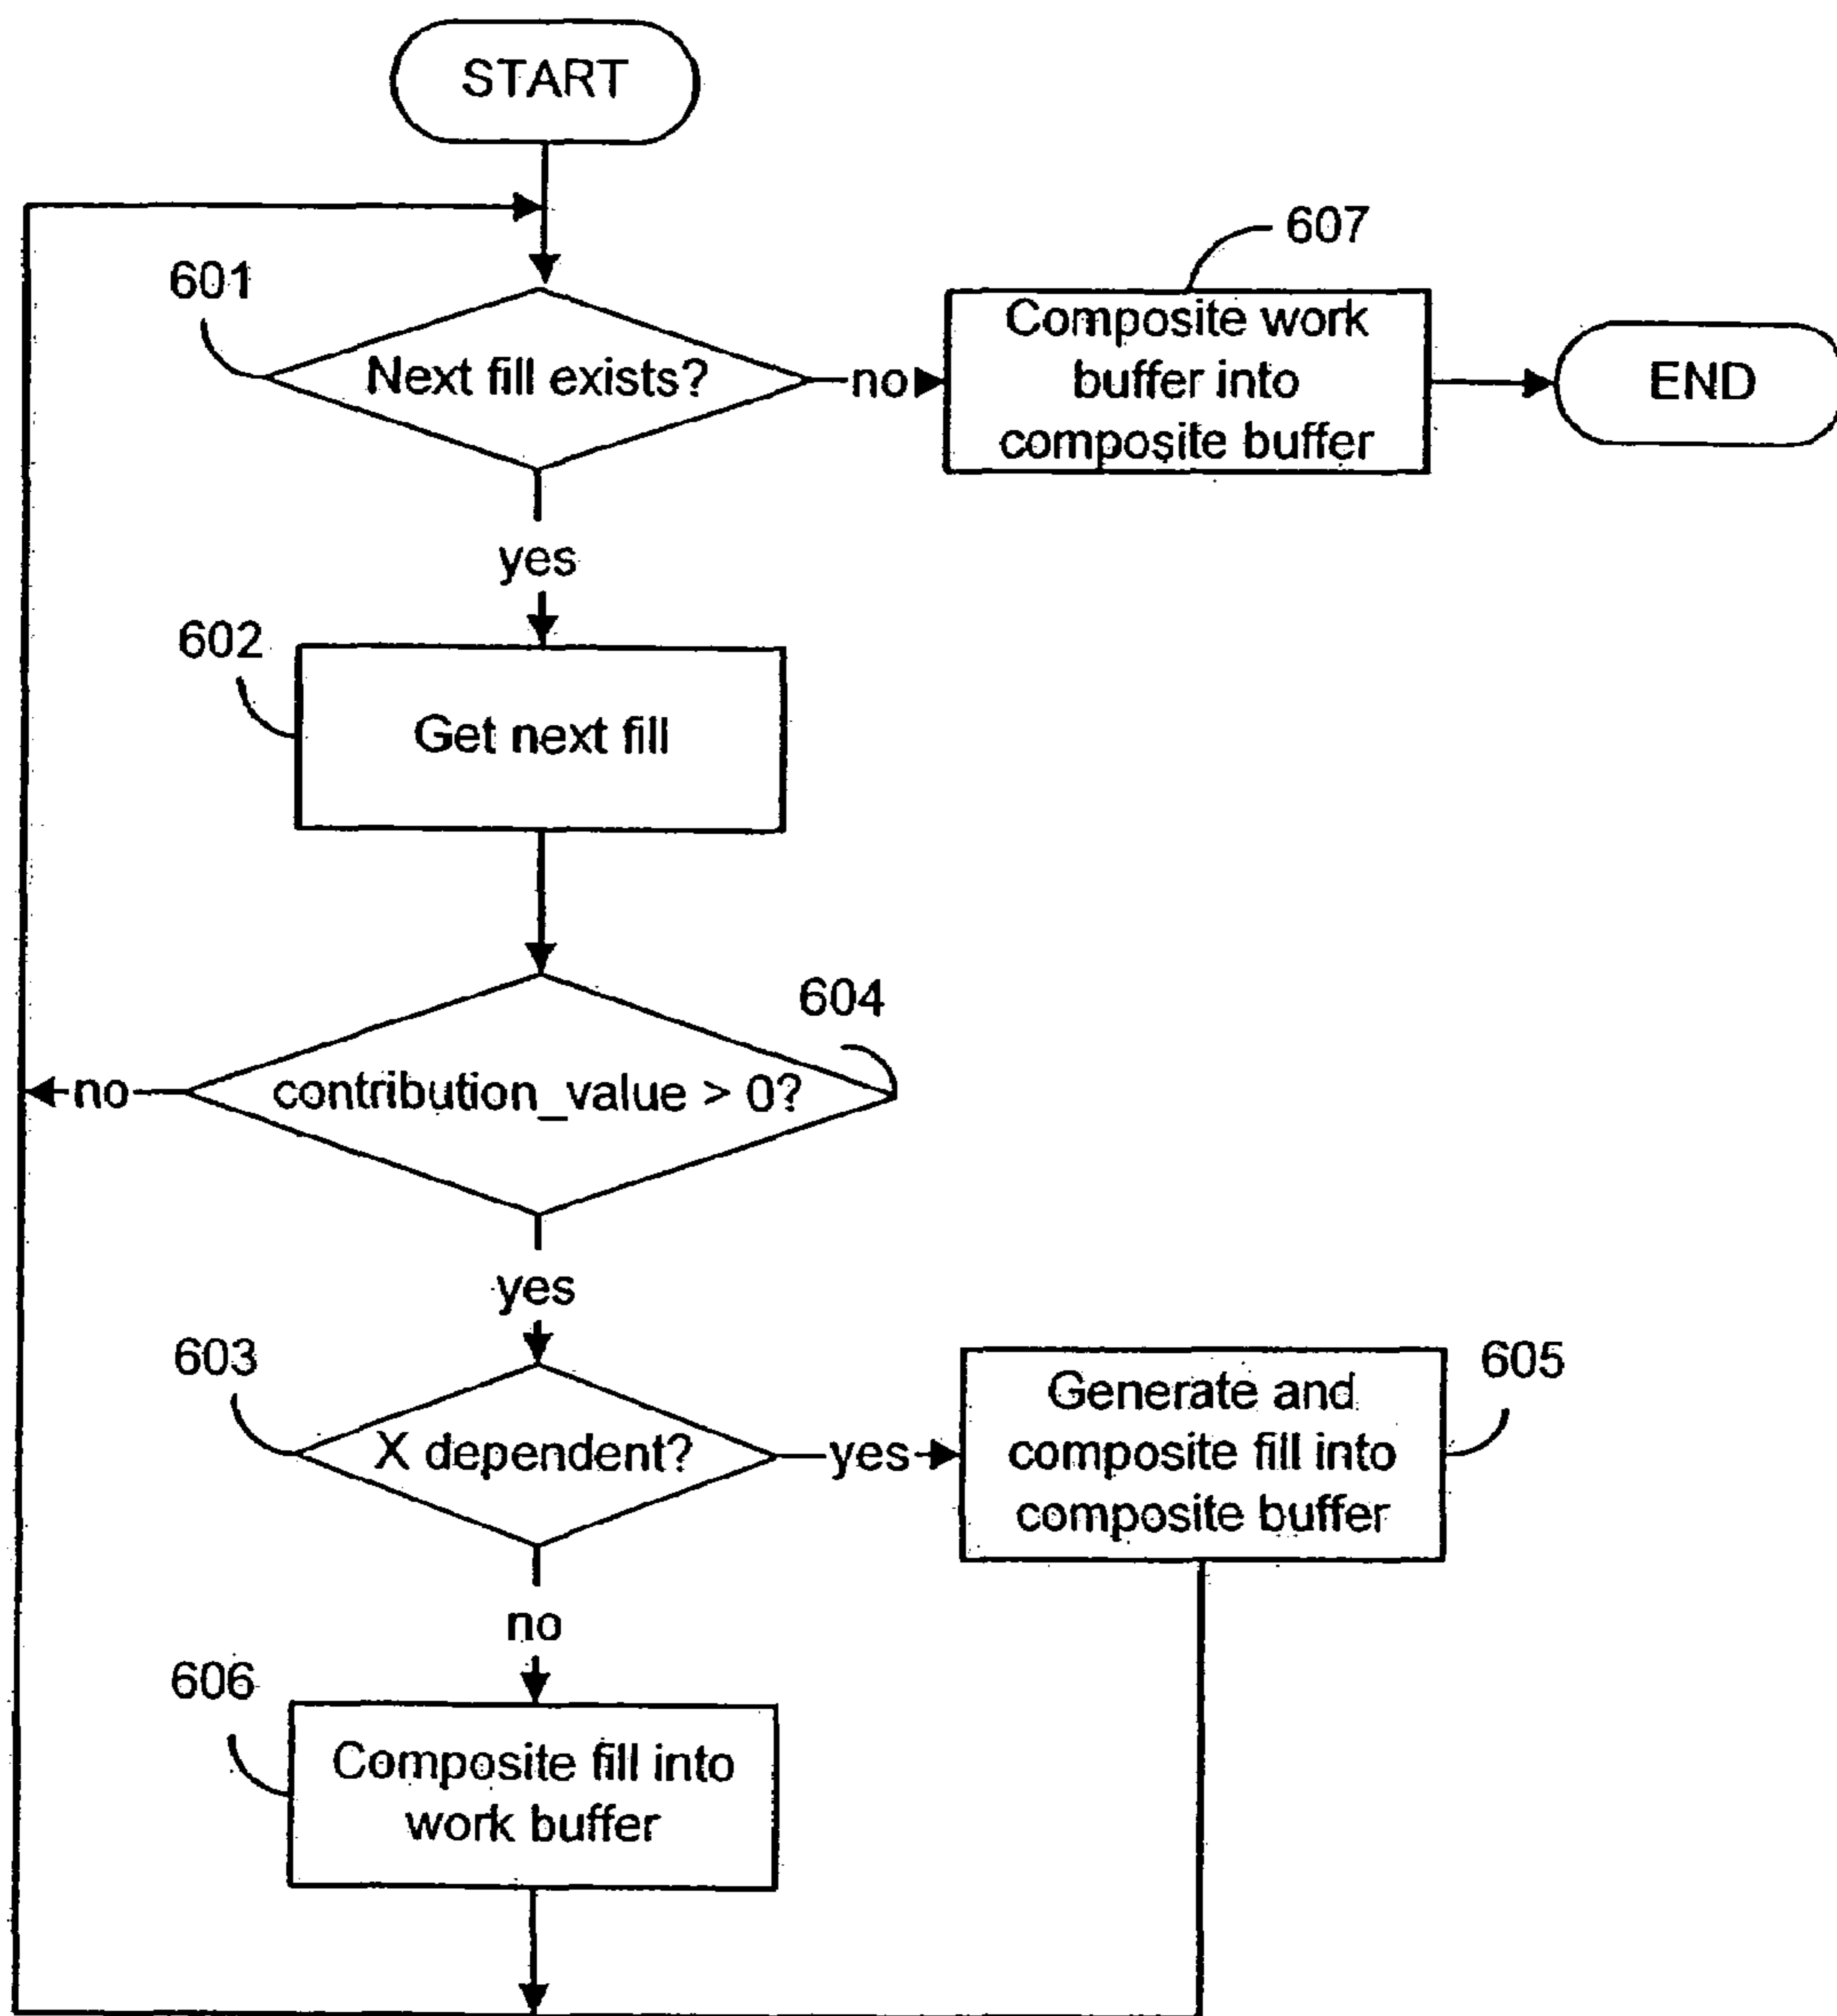 START
607
601
Next fill exists?
no
Composite work
buffer into
composite buffer
END
yes
602
Get next fill
604
no
contribution_value > 0?
yes
603
X dependent?
yes
Generate and
composite fill into
composite buffer
605
no
606
Composite fill into
work buffer